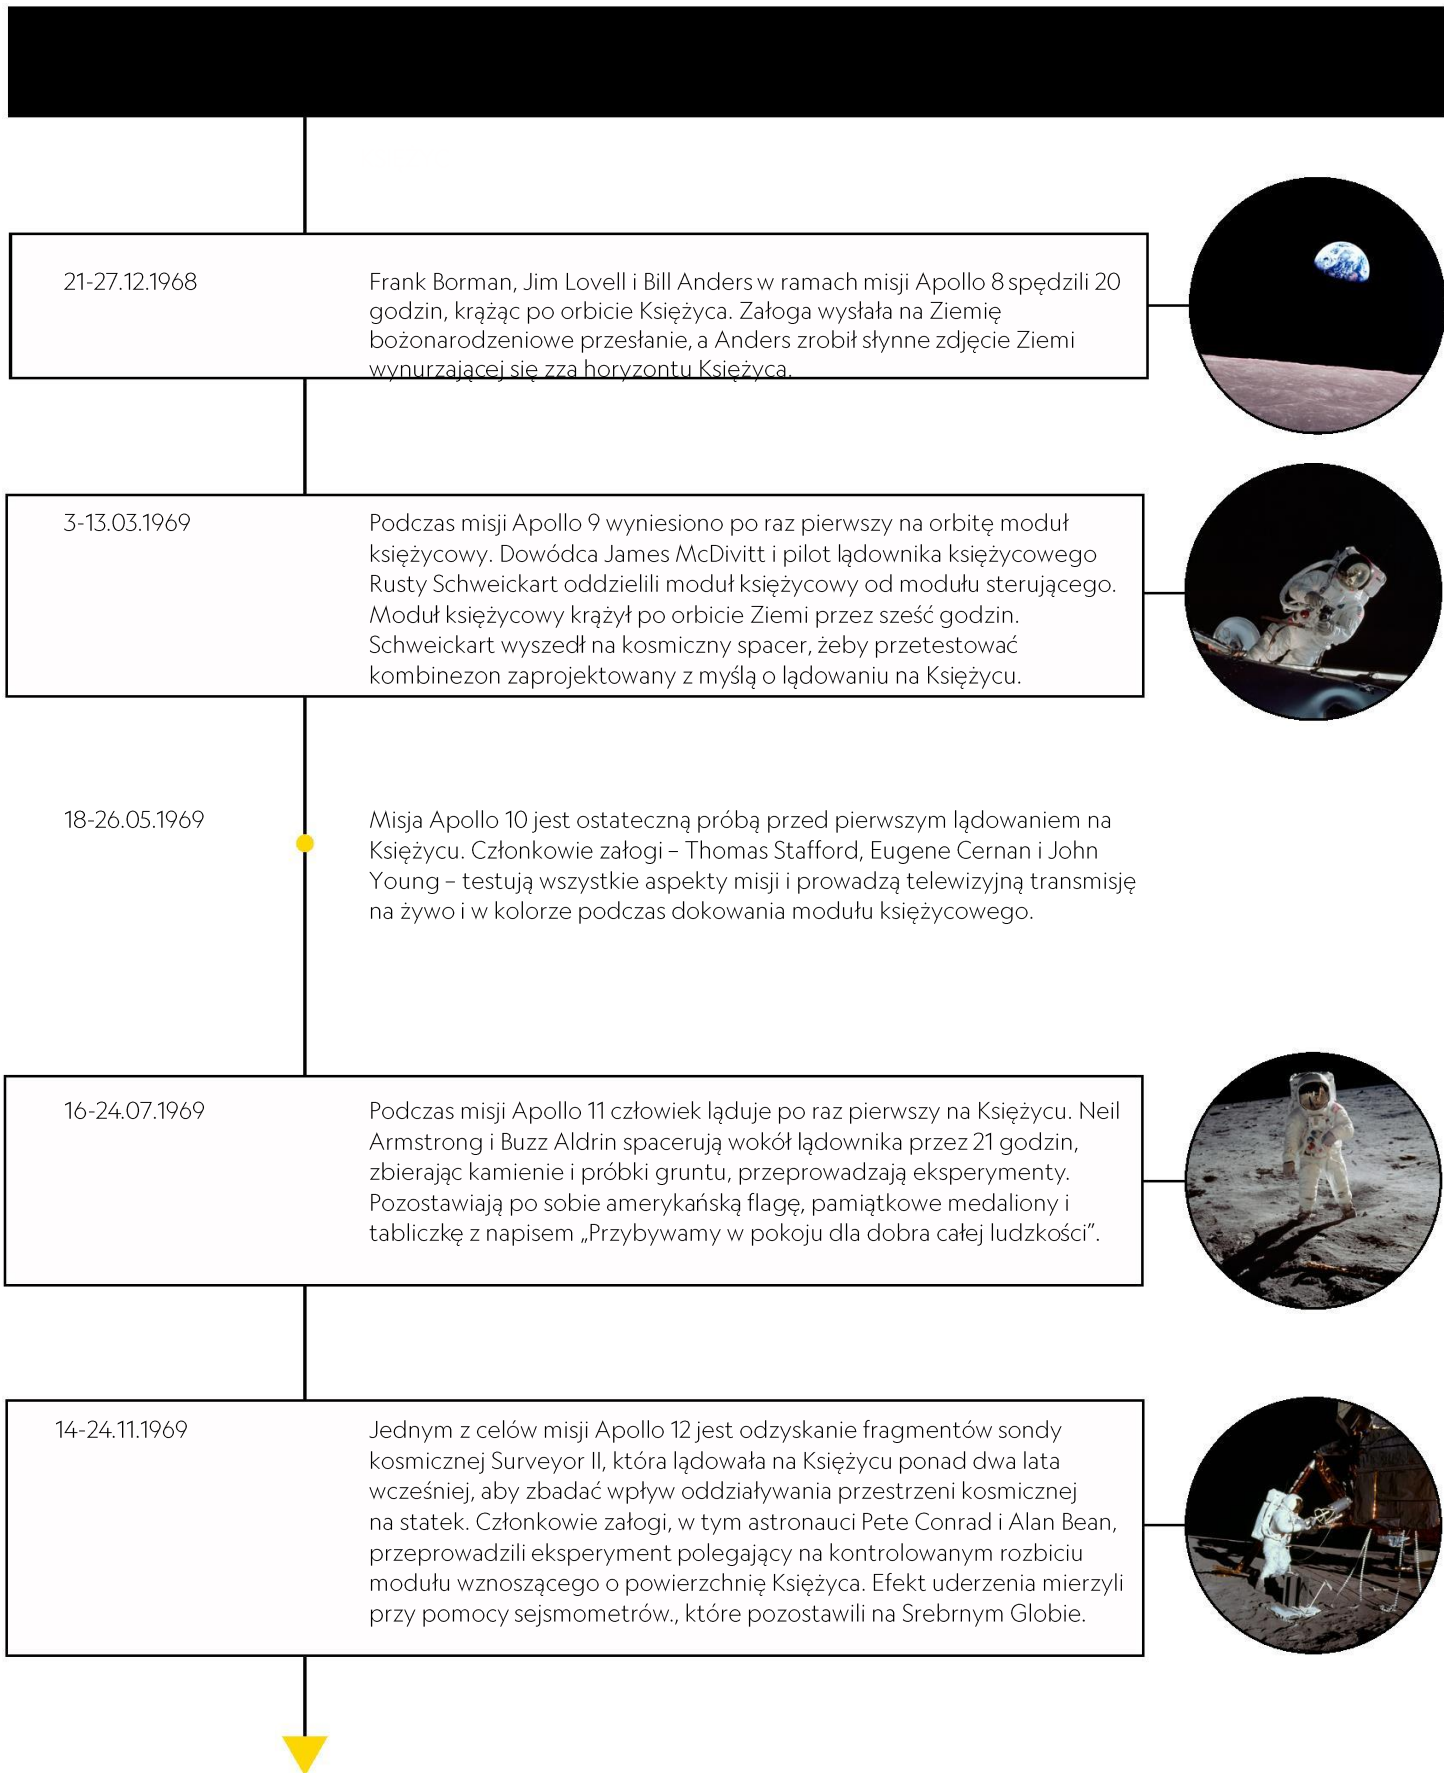 21-27.12.1968
Frank Borman, Jim Lovell i Bill Anders w ramach misji Apollo 8 spędzili 20
godzin, krążąc po orbicie Księżyca. Załoga wysłała na Ziemię
bożonarodzeniowe przesłanie, a Anders zrobił słynne zdjęcie Ziemi
wynurzającej się zza horyzontu Księżyca.
3-13.03.1969
Podczas misji Apollo 9 wyniesiono po raz pierwszy na orbitę moduł
księżycowy. Dowódca James McDivitt i pilot lądownika księżycowego
Rusty Schweickart oddzielili moduł księżycowy od modułu sterującego.
Moduł księżycowy krążył po orbicie Ziemi przez sześć godzin.
Schweickart wyszedł na kosmiczny spacer, żeby przetestować
kombinezon zaprojektowany z myślą o lądowaniu na Księżycu.
18-26.05.1969
Misja Apollo 10 jest ostateczną próbą przed pierwszym lądowaniem na
Księżycu. Członkowie załogi – Thomas Stafford, Eugene Cernan i John
Young – testują wszystkie aspekty misji i prowadzą telewizyjną transmisję
na żywo i w kolorze podczas dokowania modułu księżycowego.
16-24.07.1969
Podczas misji Apollo 11 człowiek ląduje po raz pierwszy na Księżycu. Neil
Armstrong i Buzz Aldrin spacerują wokół lądownika przez 21 godzin,
zbierając kamienie i próbki gruntu, przeprowadzają eksperymenty.
Pozostawiają po sobie amerykańską flagę, pamiątkowe medaliony i
tabliczkę z napisem „Przybywamy w pokoju dla dobra całej ludzkości”.
14-24.11.1969
Jednym z celów misji Apollo 12 jest odzyskanie fragmentów sondy
kosmicznej Surveyor II, która lądowała na Księżycu ponad dwa lata
wcześniej, aby zbadać wpływ oddziaływania przestrzeni kosmicznej
na statek. Członkowie załogi, w tym astronauci Pete Conrad i Alan Bean,
przeprowadzili eksperyment polegający na kontrolowanym rozbiciu
modułu wznoszącego o powierzchnię Księżyca. Efekt uderzenia mierzyli
przy pomocy sejsmometrów., które pozostawili na Srebrnym Globie.